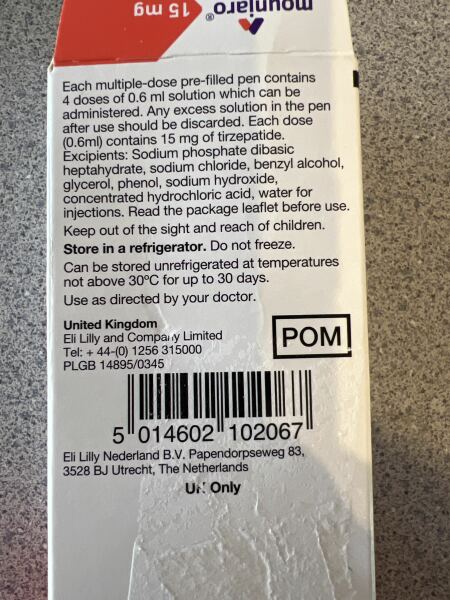 mounjaro®
15 mg
Each multiple-dose pre-filled pen contains
4 doses of 0.6 ml solution which can be
administered. Any excess solution in the pen
after use should be discarded. Each dose
(0.6ml) contains 15 mg of tirzepatide.
Excipients: Sodium phosphate dibasic
heptahydrate, sodium chloride, benzyl alcohol,
glycerol, phenol, sodium hydroxide,
concentrated hydrochloric acid, water for
injections. Read the package leaflet before use.
Keep out of the sight and reach of children.
Store in a refrigerator. Do not freeze.
Can be stored unrefrigerated at temperatures
not above 30ºC for up to 30 days.
Use as directed by your doctor.
United Kingdom
Eli Lilly and Company Limited
Tel: + 44-(0) 1256 315000
PLGB 14895/0345
POM
5 014602 102067
Eli Lilly Nederland B.V. Papendorpseweg 83,
3528 BJ Utrecht, The Netherlands
UK Only